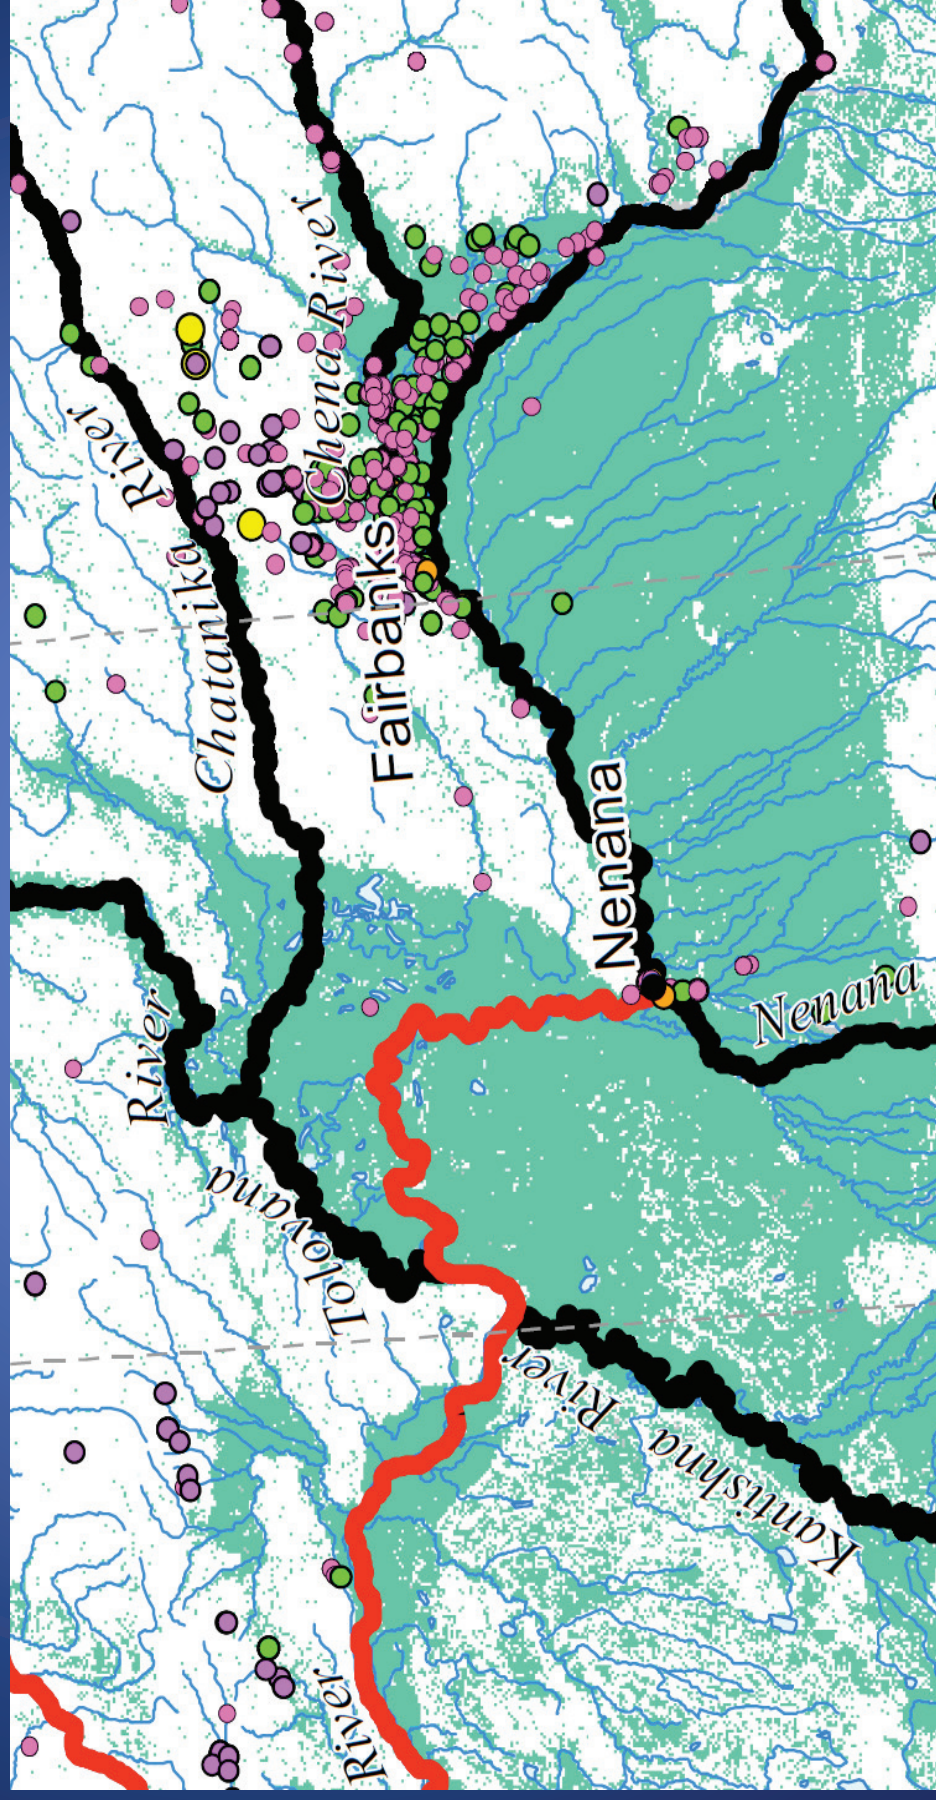 Chena River
River
Chatanika
Fairbanks
Nenana
Nenana
River
Tolovana
River
Kantishna
River